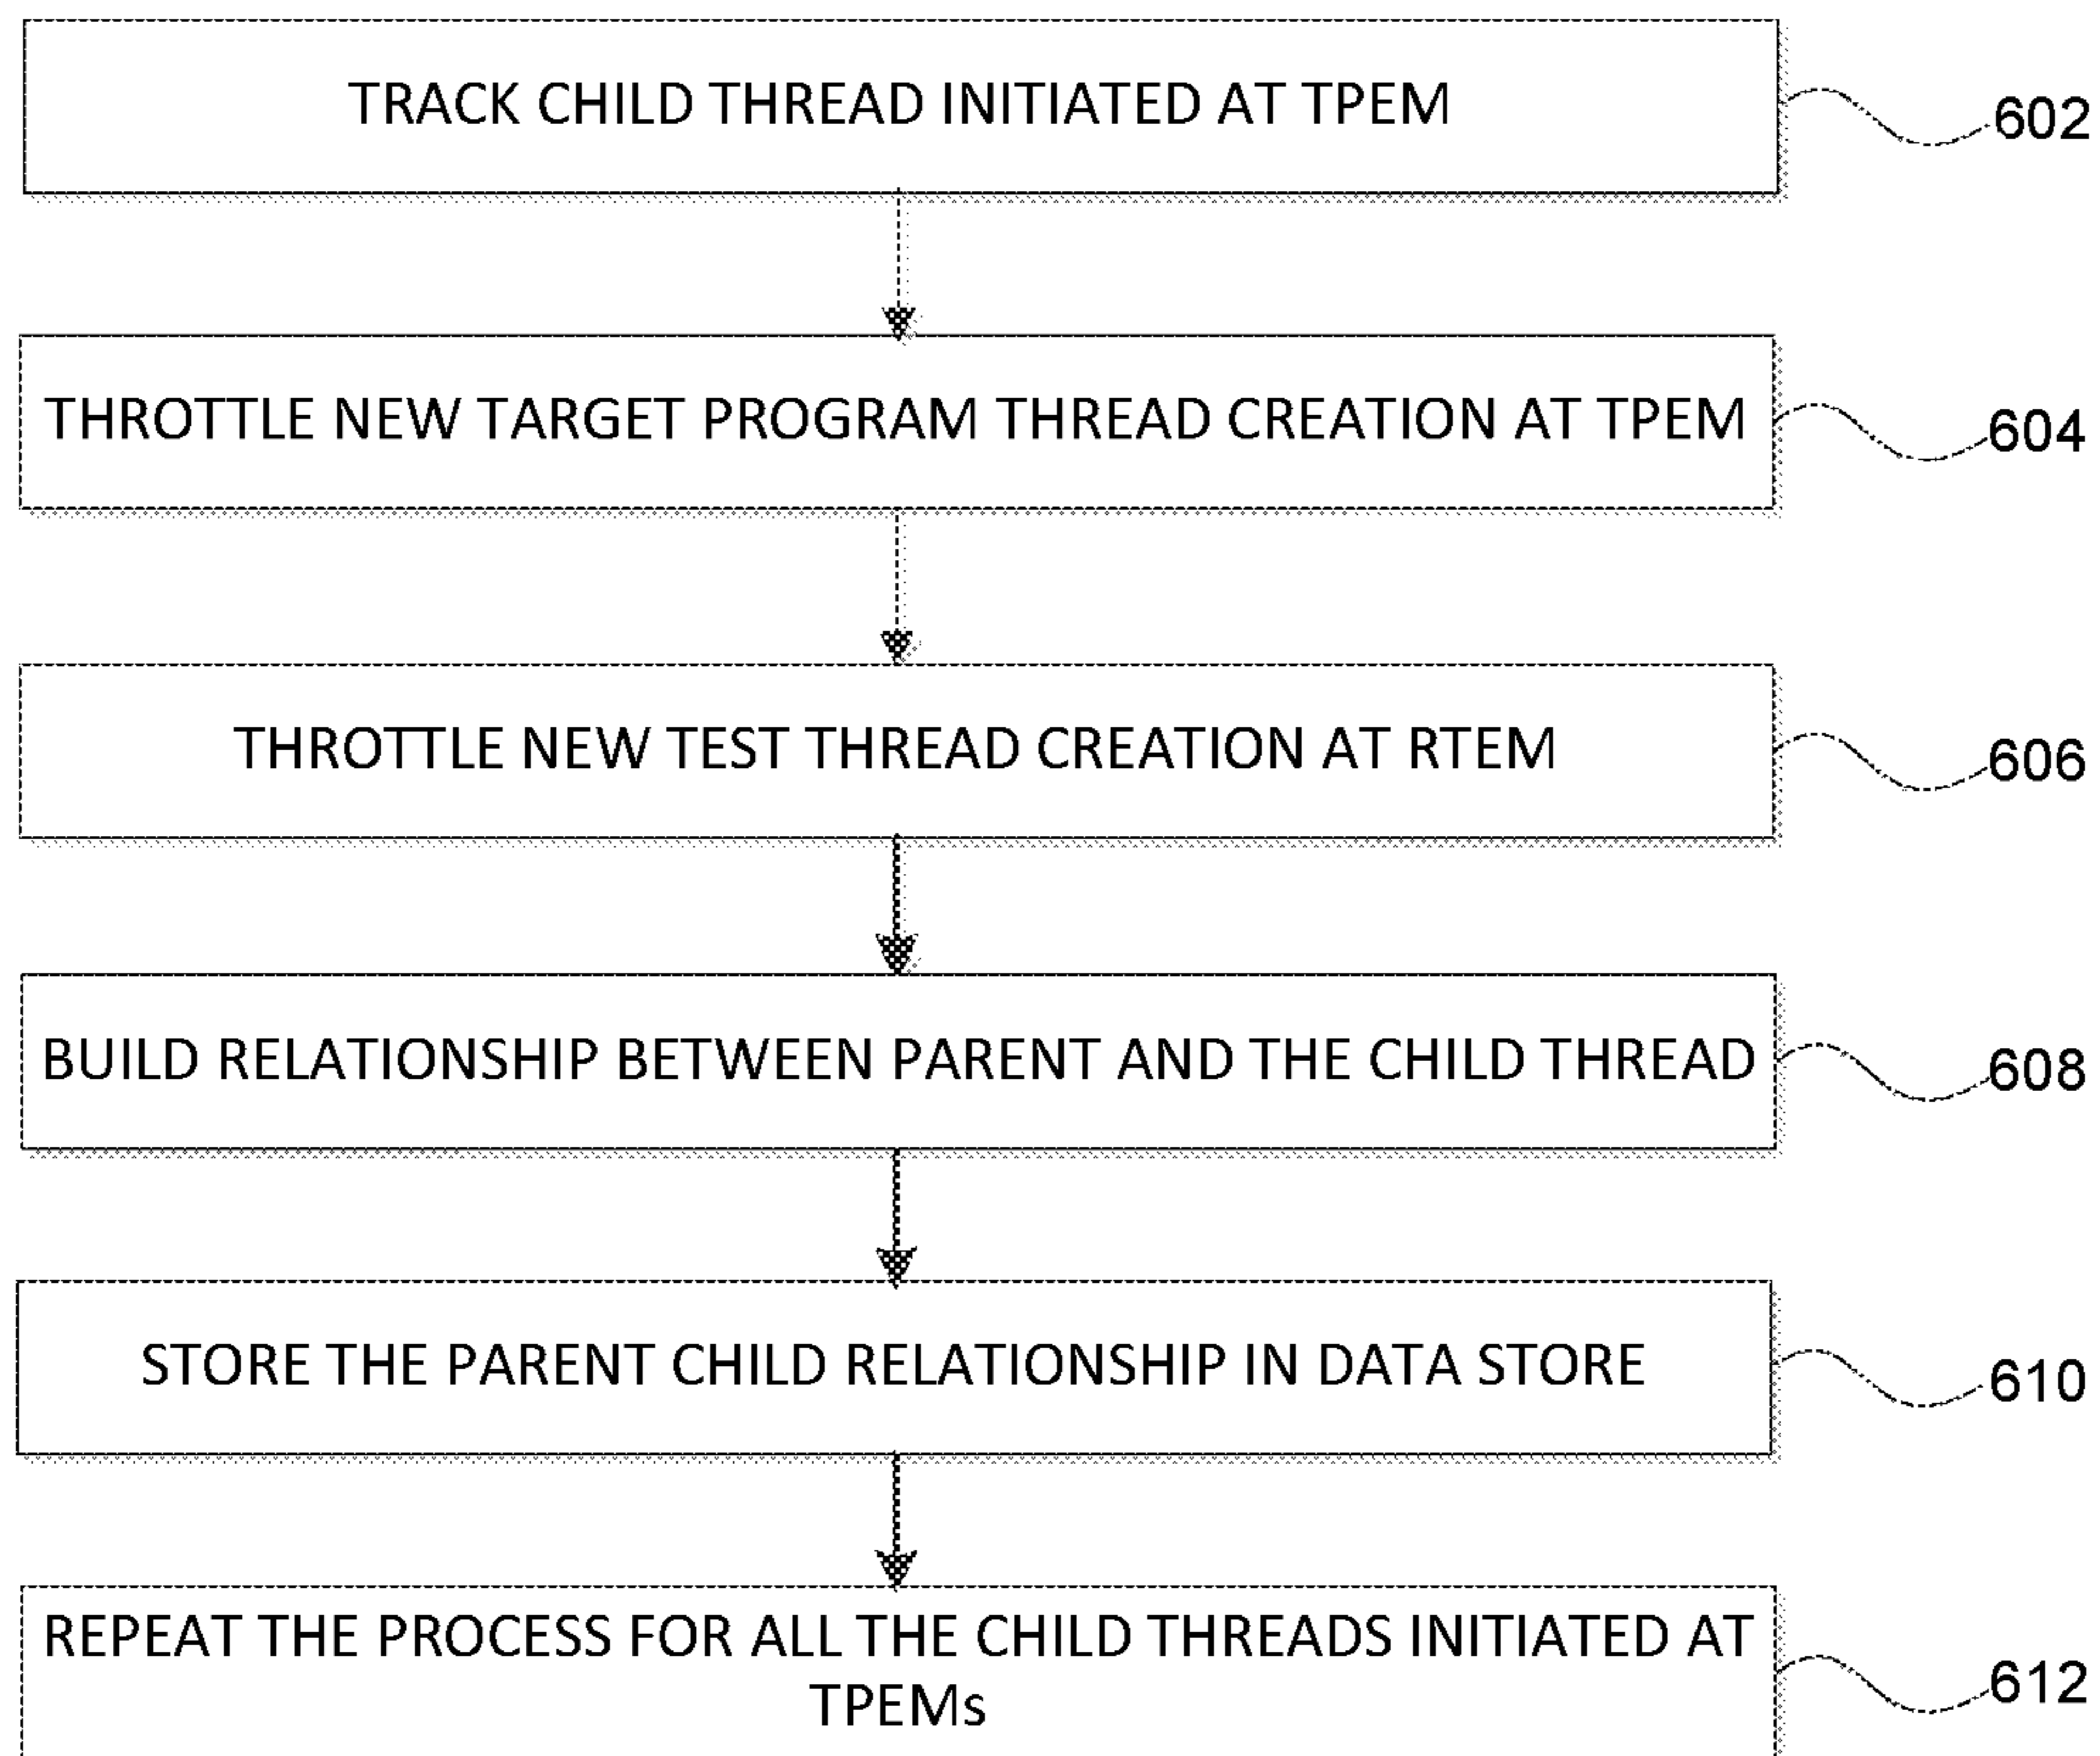 TRACK CHILD THREAD INITIATED AT TPEM
602
THROTTLE NEW TARGET PROGRAM THREAD CREATION AT TPEM
604
THROTTLE NEW TEST THREAD CREATION AT RTEM
606
BUILD RELATIONSHIP BETWEEN PARENT AND THE CHILD THREAD
608
STORE THE PARENT CHILD RELATIONSHIP IN DATA STORE
610
REPEAT THE PROCESS FOR ALL THE CHILD THREADS INITIATED AT
TPEMs
612